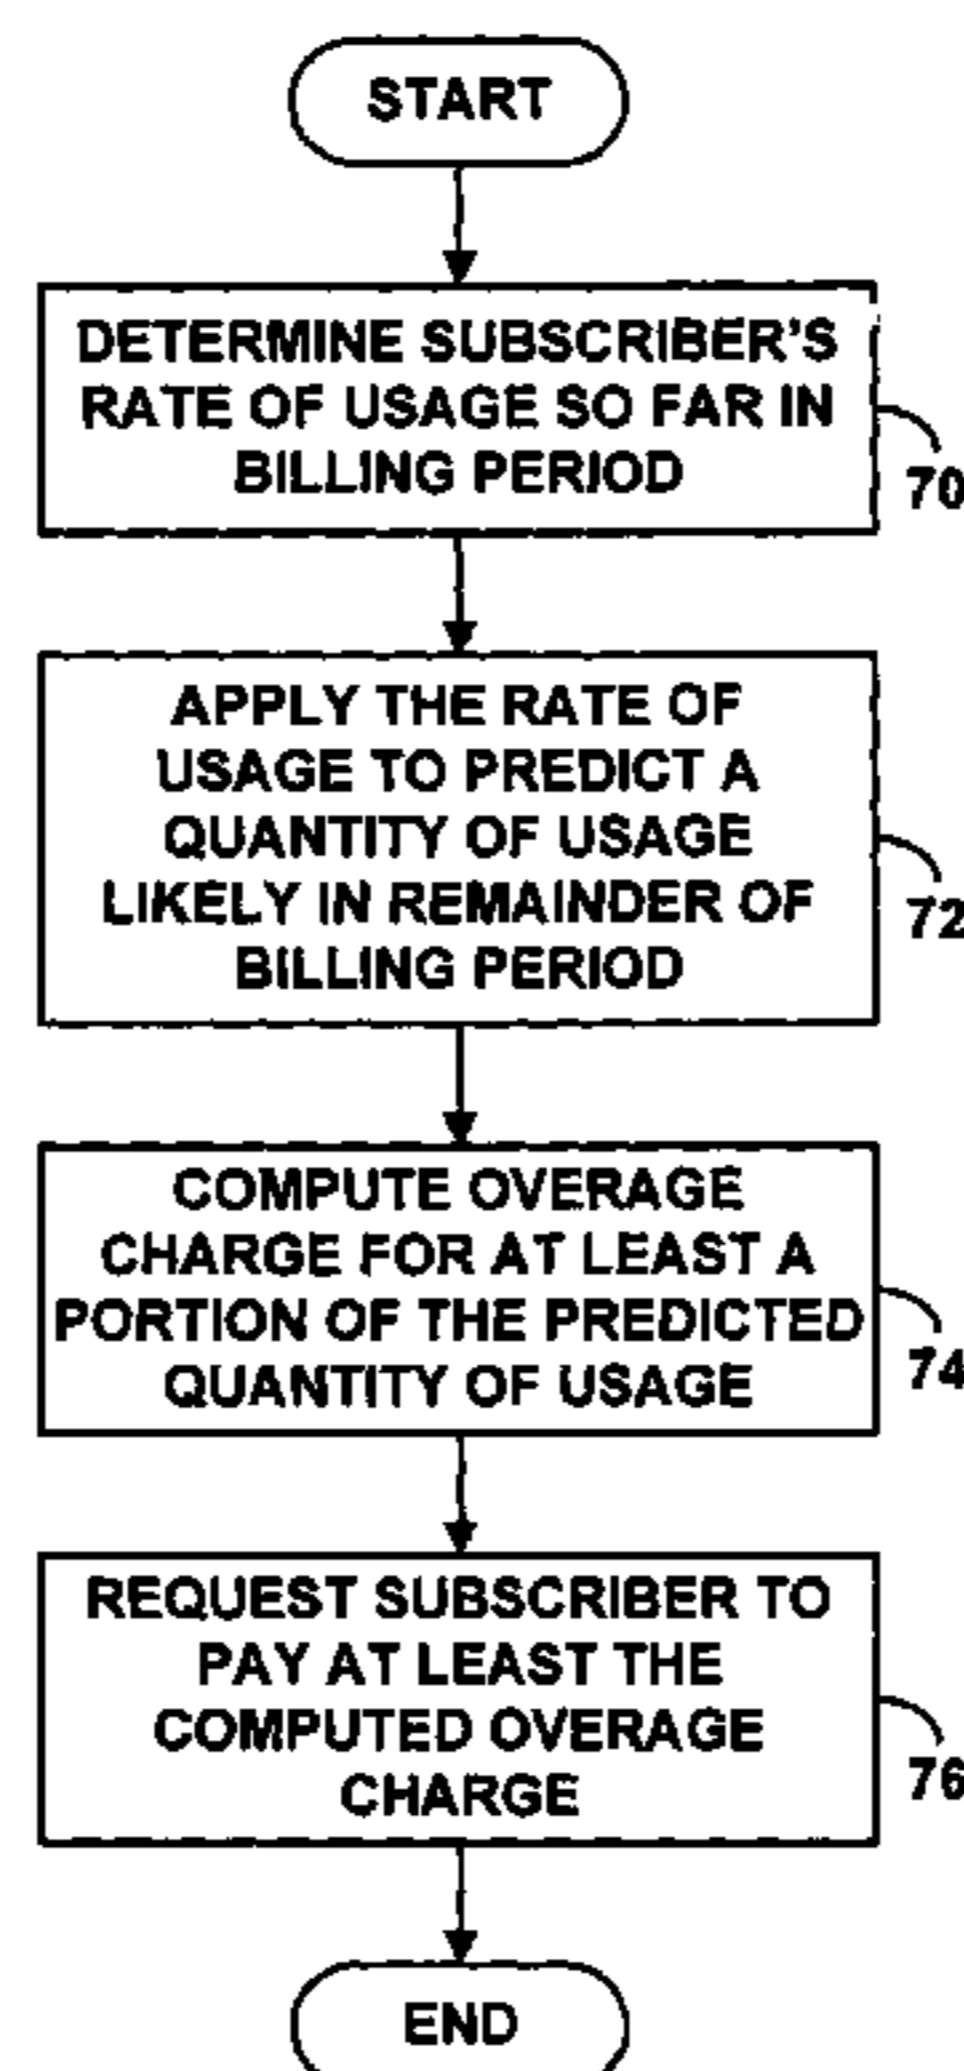 START
DETERMINE SUBSCRIBER'S
RATE OF USAGE SO FAR IN
BILLING PERIOD
70
APPLY THE RATE OF
USAGE TO PREDICT A
QUANTITY OF USAGE
LIKELY IN REMAINDER OF
BILLING PERIOD
72
COMPUTE OVERAGE
CHARGE FOR AT LEAST A
PORTION OF THE PREDICTED
QUANTITY OF USAGE
74
REQUEST SUBSCRIBER TO
PAY AT LEAST THE
COMPUTED OVERAGE
CHARGE
76
END